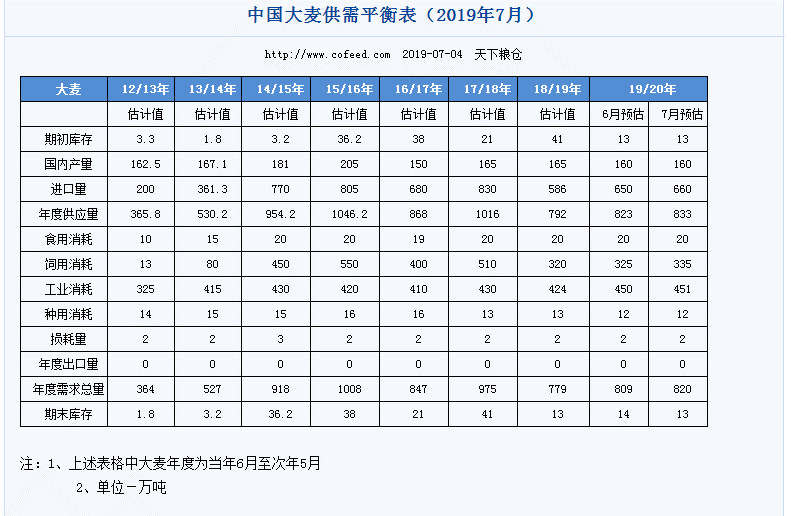 中国大麦供需平衡表（2019年7月）
http://www.cofeed.com 2019-07-04 天下粮仓
大麦 12/13年 13/14年 14/15年 15/16年 16/17年 17/18年 18/19年 19/20年
估计值 估计值 估计值 估计值 估计值 估计值 估计值 6月预估 7月预估
期初库存 3.3 1.8 3.2 36.2 38 21 41 13 13
国内产量 162.5 167.1 181 205 150 165 165 160 160
进口量 200 361.3 770 805 680 830 586 650 660
年度供应量 365.8 530.2 954.2 1046.2 868 1016 792 823 833
食用消耗 10 15 20 20 19 20 20 20 20
饲用消耗 13 80 450 550 400 510 320 325 335
工业消耗 325 415 430 420 410 430 424 450 451
种用消耗 14 15 15 16 16 13 13 12 12
损耗量 2 2 3 2 2 2 2 2 2
年度出口量 0 0 0 0 0 0 0 0 0
年度需求总量 364 527 918 1008 847 975 779 809 820
期末库存 1.8 3.2 36.2 38 21 41 13 14 13
注：1、上述表格中大麦年度为当年6月至次年5月
2、单位－万吨